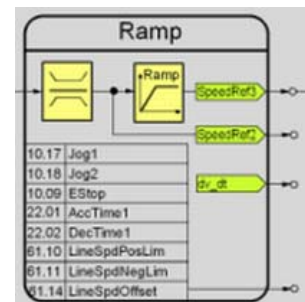 Ramp
Ramp
SpeedRef3
SpeedRef2
dv_dt
10.17 Jog1
10.18 Jog2
10.09 EStop
22.01 AccTime1
22.02 DecTime1
61.10 LineSpdPosLim
61.11 LineSpdNegLim
61.14 LineSpdOffset